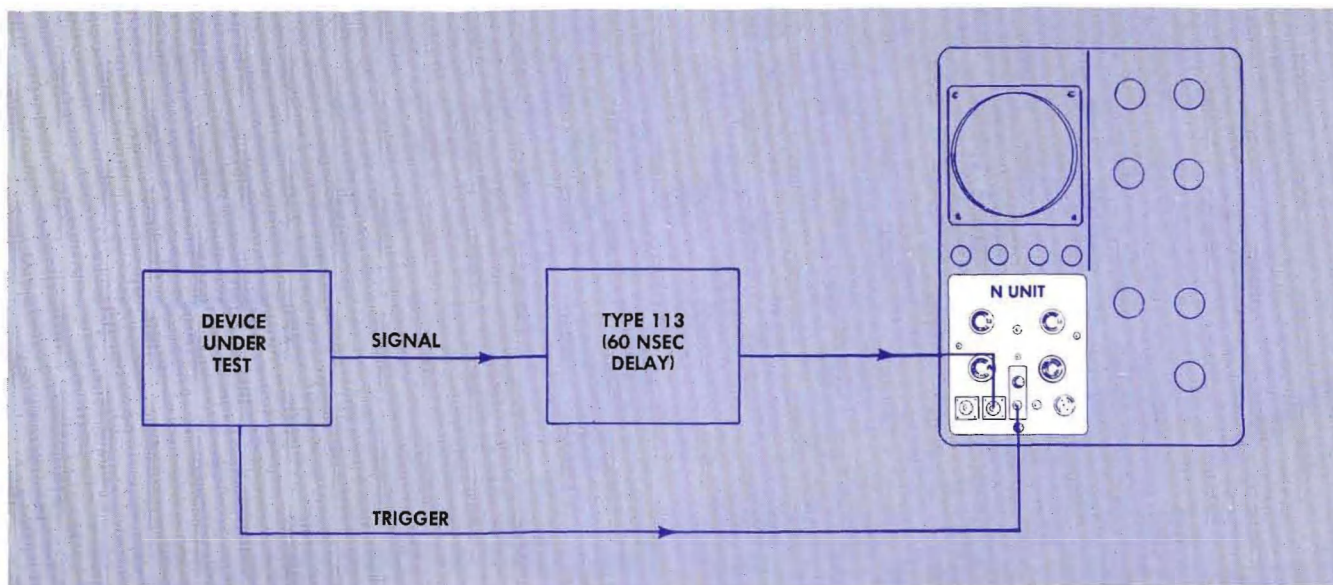 DEVICE
UNDER
TEST
SIGNAL
TYPE 113
(60 NSEC
DELAY)
N UNIT
TRIGGER